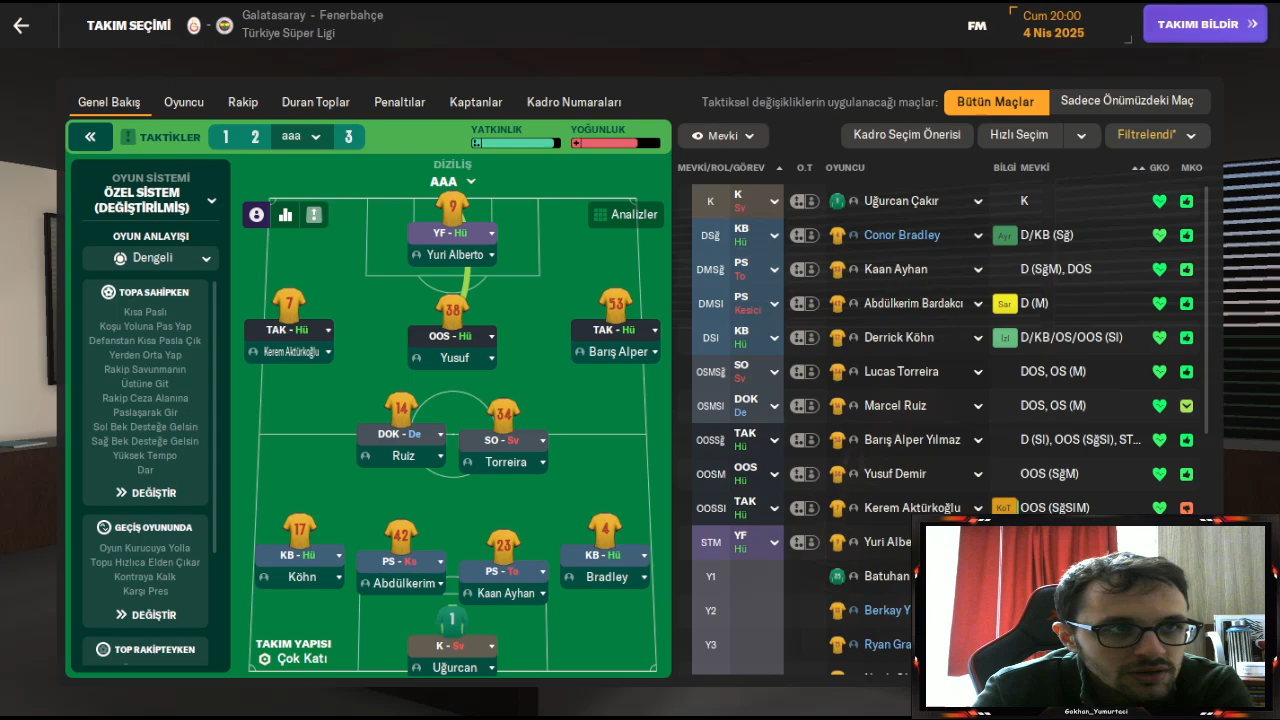 TAKIM SEÇİMİ
Galatasaray - Fenerbahçe
Türkiye Süper Ligi
FM
Cum 20:00
4 Nis 2025
TAKIMI BİLDİR
Genel Bakış
Oyuncu
Rakip
Duran Toplar
Penaltılar
Kaptanlar
Kadro Numaraları
Taktiksel değişikliklerin uygulanacağı maçlar:
Bütün Maçlar
Sadece Önümüzdeki Maç
TAKTİKLER
1
2
aaa
3
YATKINLIK
YOĞUNLUK
Mevki
Kadro Seçim Önerisi
Hızlı Seçim
Filtrelendi*
OYUN SİSTEMİ
ÖZEL SİSTEM
(DEĞİŞTİRİLMİŞ)
OYUN ANLAYIŞI
Dengeli
TOPA SAHİPKEN
Kısa Paslı
Koşu Yoluna Pas Yap
Defanstan Kısa Pasla Çık
Yerden Orta Yap
Rakip Savunmanın
Üstüne Git
Rakip Ceza Alanına
Paslaşarak Gir
Sol Bek Desteğe Gelsin
Sağ Bek Desteğe Gelsin
Yüksek Tempo
Dar
DEĞİŞTİR
GEÇİŞ OYUNUNDA
Oyun Kurucuya Yolla
Topu Hızlıca Elden Çıkar
Kontraya Kalk
Karşı Pres
DEĞİŞTİR
TOP RAKİPTEYKEN
DİZİLİŞ
AAA
Analizler
9
YF - Hü
Yuri Alberto
7
TAK - Hü
Kerem Aktürkoğlu
38
OOS - Hü
Yusuf
53
TAK - Hü
Barış Alper
14
DOK - De
Ruiz
34
SO - Sv
Torreira
17
KB - Hü
Köhn
42
PS - Ks
Abdülkerim
23
PS - To
Kaan Ayhan
4
KB - Hü
Bradley
1
K - Sv
Uğurcan
TAKIM YAPISI
Çok Katı
MEVKİ/ROL/GÖREV
O.T
OYUNCU
BİLGİ
MEVKİ
GKO
MKO
K
K
Sv
Uğurcan Çakır
K
DSğ
KB
Hü
Conor Bradley
Ayr
D/KB (Sğ)
DMSğ
PS
To
Kaan Ayhan
D (SğM), DOS
DMSI
PS
Kesici
Abdülkerim Bardakcı
Sar
D (M)
DSI
KB
Hü
Derrick Köhn
İzl
D/KB/OS/OOS (Sl)
OSMSğ
SO
Sv
Lucas Torreira
DOS, OS (M)
OSMSI
DOK
De
Marcel Ruiz
DOS, OS (M)
OOSSğ
TAK
Hü
Barış Alper Yılmaz
D (Sl), OOS (SğSl), ST...
OOSM
OOS
Hü
Yusuf Demir
OOS (SğM)
OOSSI
TAK
Hü
Kerem Aktürkoğlu
KoT
OOS (SğSlM)
STM
YF
Hü
Yuri Albe
Y1
Batuhan
Y2
Berkay Y
Y3
Ryan Gra
Gokhan_Yumurtaci